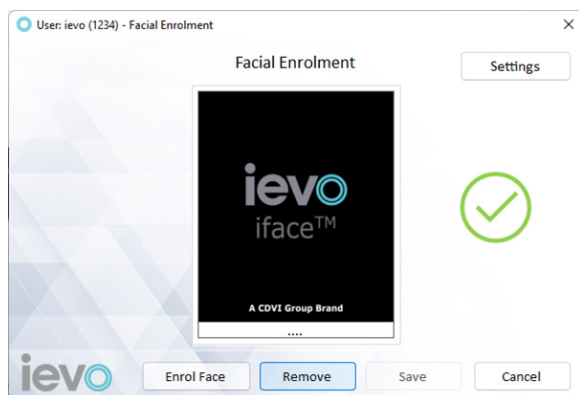 User: ievo (1234) - Facial Enrolment
Facial Enrolment
Settings
ievo
iface™
A CDVI Group Brand
....
ievo
Enrol Face
Remove
Save
Cancel